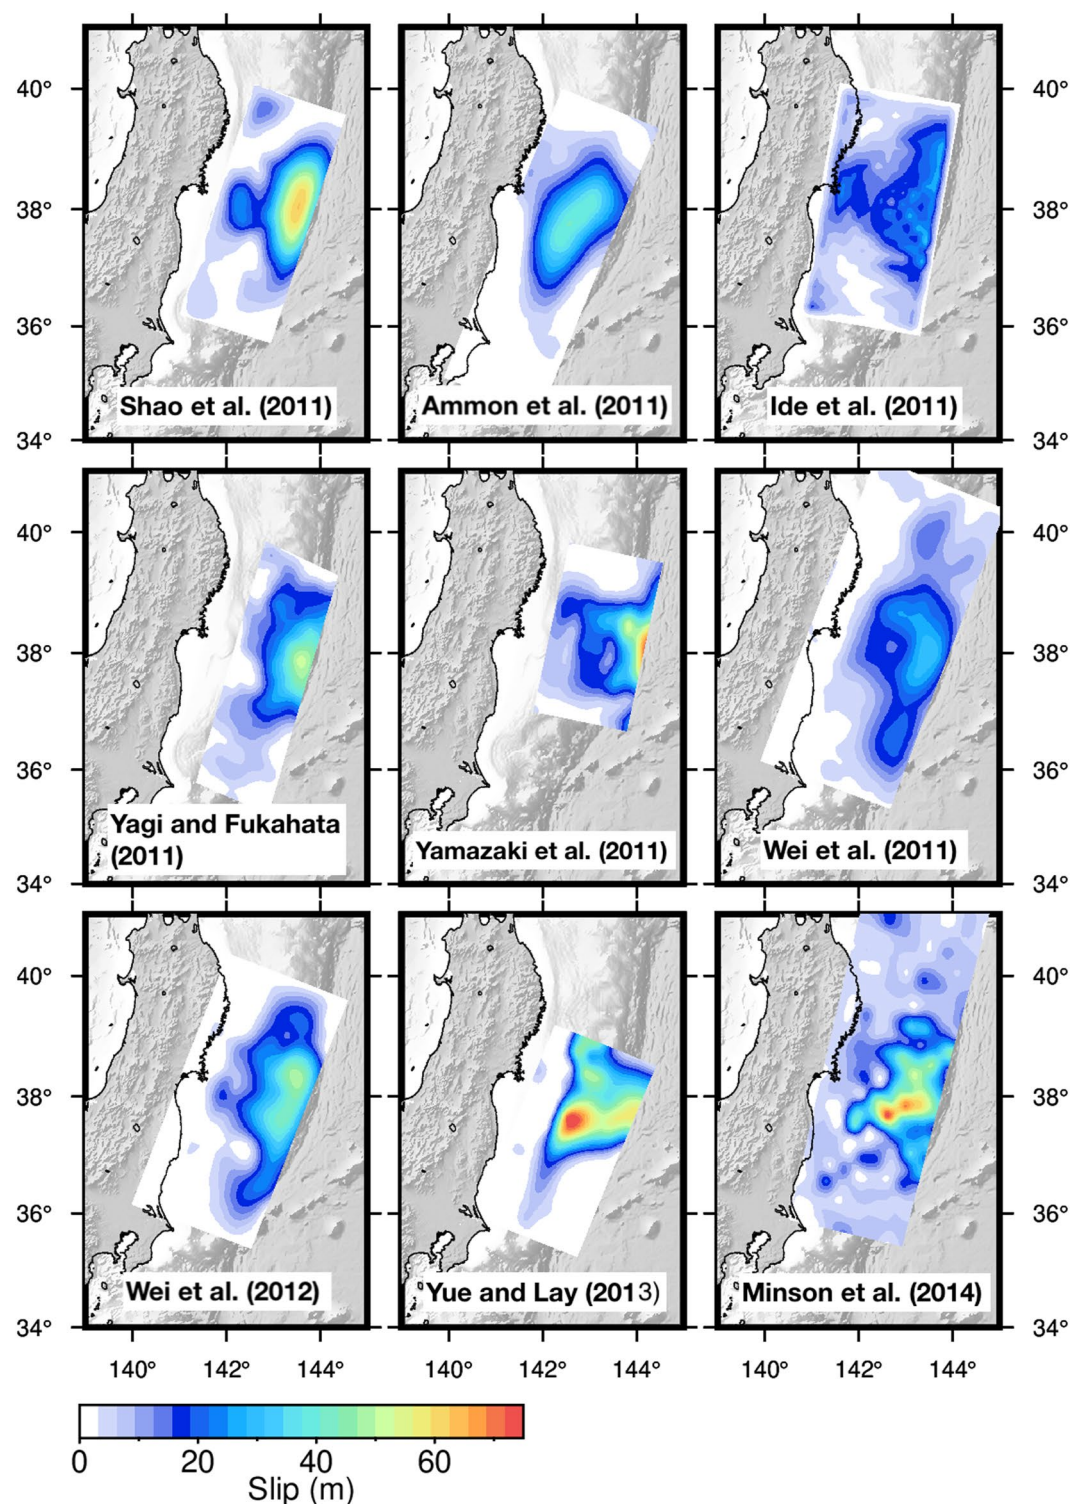 40° 40°
38° 38°
36° 36°
Shao et al. (2011) Ammon et al. (2011) Ide et al. (2011)
34° 34°
40° 40°
38° 38°
36° 36°
Yagi and Fukahata
(2011) Yamazaki et al. (2011) Wei et al. (2011)
34° 34°
40° 40°
38° 38°
36° 36°
Wei et al. (2012) Yue and Lay (2013) Minson et al. (2014)
34° 34°
140° 142° 144° 140° 142° 144° 140° 142° 144°
0 20 40 60
Slip (m)